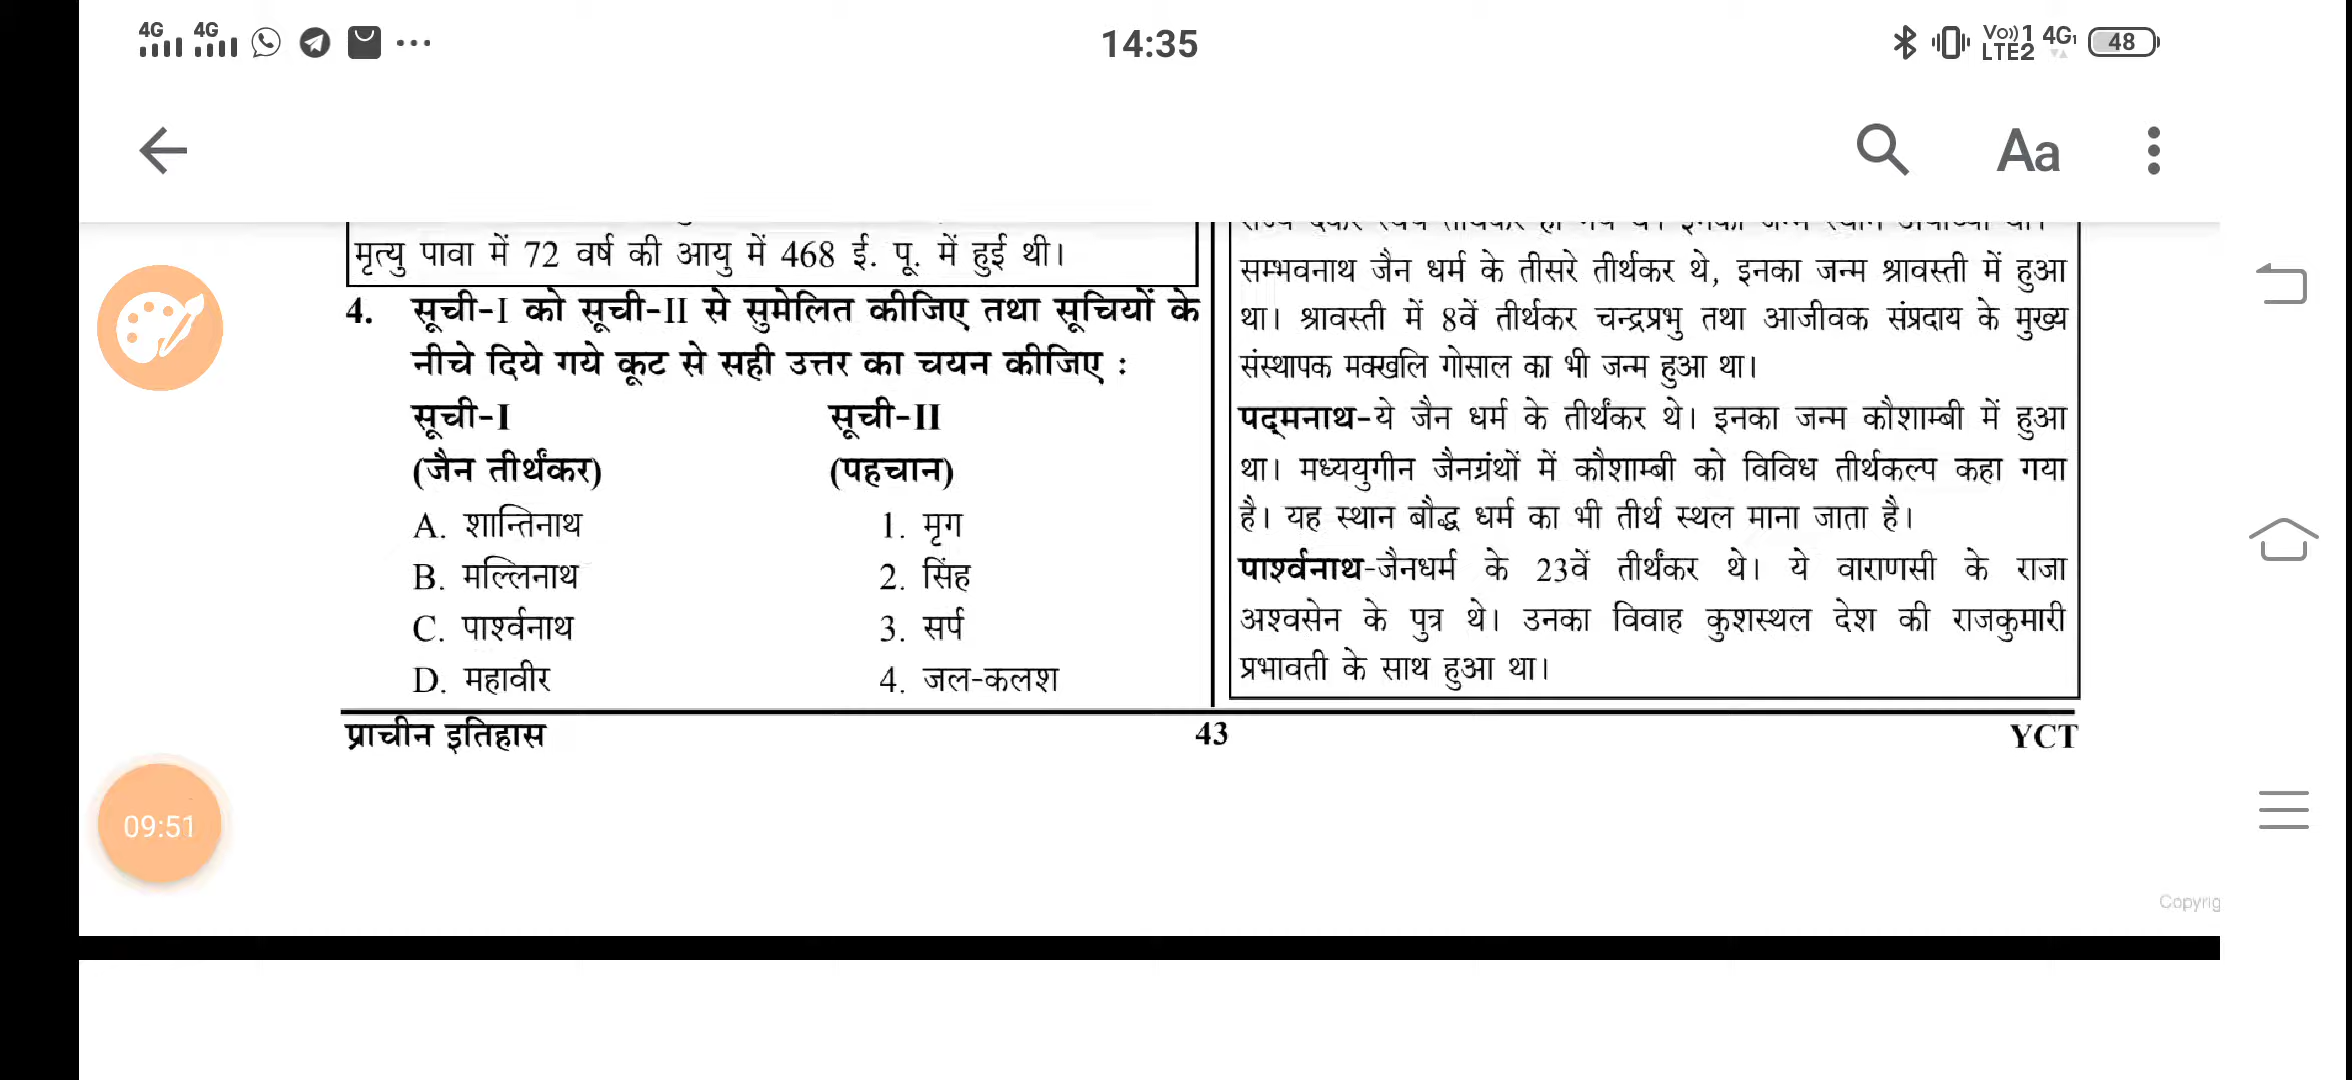 4G 4G
14:35
Vo)) 1 4G
LTE2
48
Aa
मृत्यु पावा में 72 वर्ष की आयु में 468 ई. पू. में हुई थी।
4. सूची-I को सूची-II से सुमेलित कीजिए तथा सूचियों के
नीचे दिये गये कूट से सही उत्तर का चयन कीजिए :
सूची-I सूची-II
(जैन तीर्थंकर) (पहचान)
A. शान्तिनाथ 1. मृग
B. मल्लिनाथ 2. सिंह
C. पार्श्वनाथ 3. सर्प
D. महावीर 4. जल-कलश
सम्भवनाथ जैन धर्म के तीसरे तीर्थकर थे, इनका जन्म श्रावस्ती में हुआ
था। श्रावस्ती में 8वें तीर्थकर चन्द्रप्रभु तथा आजीवक संप्रदाय के मुख्य
संस्थापक मक्खलि गोसाल का भी जन्म हुआ था।
पद्मनाथ-ये जैन धर्म के तीर्थंकर थे। इनका जन्म कौशाम्बी में हुआ
था। मध्ययुगीन जैनग्रंथों में कौशाम्बी को विविध तीर्थकल्प कहा गया
है। यह स्थान बौद्ध धर्म का भी तीर्थ स्थल माना जाता है।
पार्श्वनाथ-जैनधर्म के 23वें तीर्थंकर थे। ये वाराणसी के राजा
अश्वसेन के पुत्र थे। उनका विवाह कुशस्थल देश की राजकुमारी
प्रभावती के साथ हुआ था।
प्राचीन इतिहास 43 YCT
09:51
Copyrig